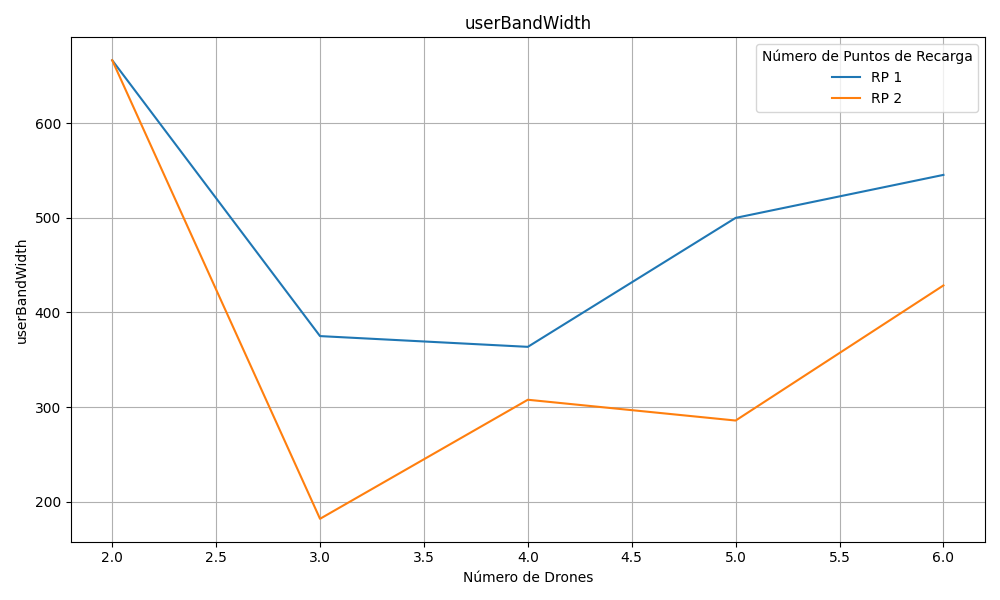 userBandWidth
Número de Puntos de Recarga
RP 1
RP 2
userBandWidth
600
500
400
300
200
2.0 2.5 3.0 3.5 4.0 4.5 5.0 5.5 6.0
Número de Drones